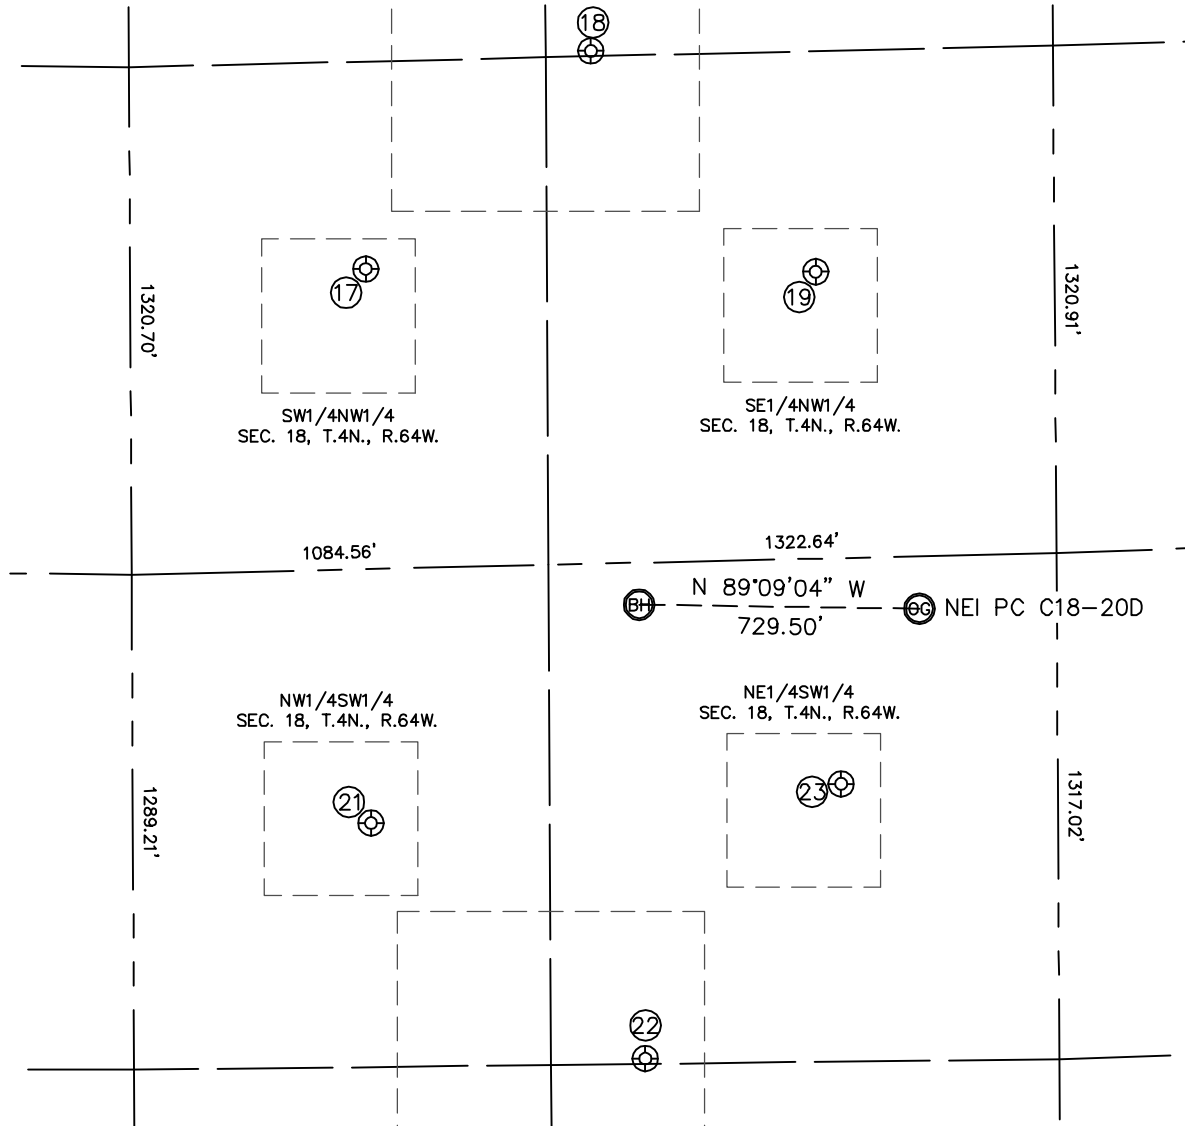 18
17
19
1320.70'
1320.91'
SW1/4NW1/4
SEC. 18, T.4N., R.64W.
SE1/4NW1/4
SEC. 18, T.4N., R.64W.
1084.56'
1322.64'
BH
N 89°09'04" W
729.50'
OG
NEI PC C18-20D
NW1/4SW1/4
SEC. 18, T.4N., R.64W.
NE1/4SW1/4
SEC. 18, T.4N., R.64W.
21
23
1289.21'
1317.02'
22